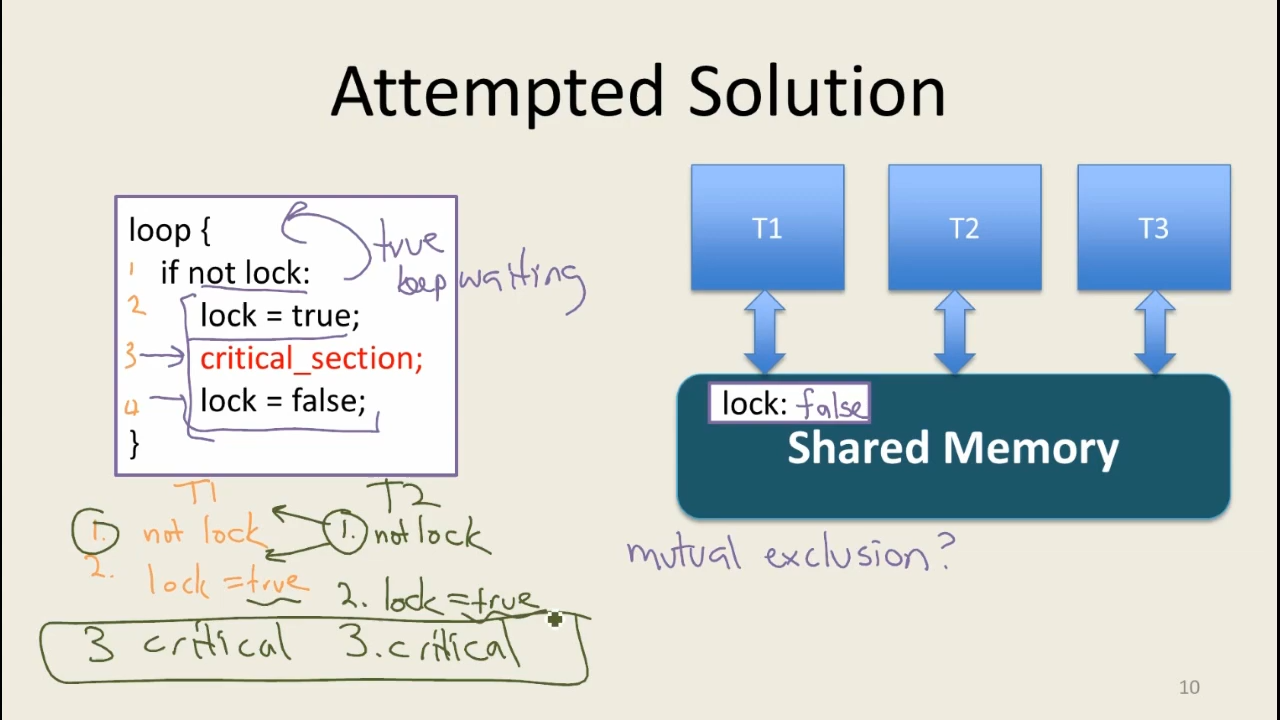 Attempted Solution
loop {
1 if not lock:
2 lock = true;
3 critical_section;
4 lock = false;
}
true
keep waiting
T1 T2 T3
lock: false
Shared Memory
mutual exclusion?
T1 T2
1. not lock 1. not lock
2. lock = true 2. lock = true
3 critical 3. critical
10